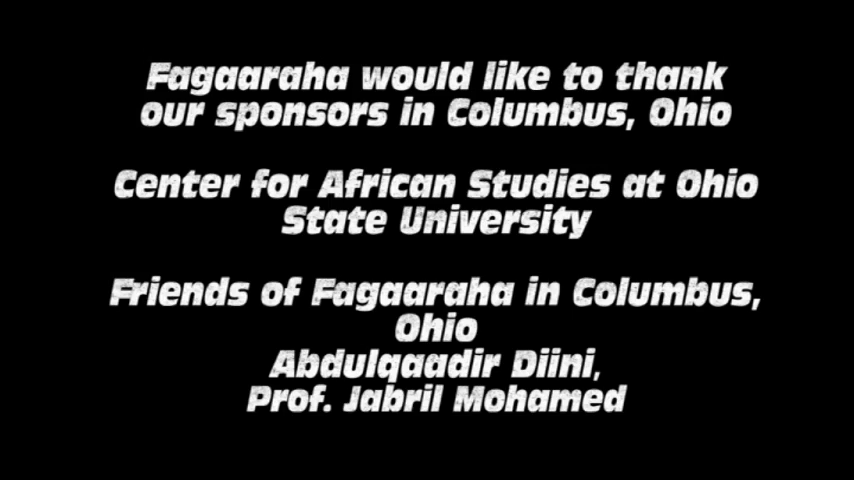 Fagaaraha would like to thank
our sponsors in Columbus, Ohio
Center for African Studies at Ohio
State University
Friends of Fagaaraha in Columbus,
Ohio
Abdulqaadir Diini,
Prof. Jabril Mohamed